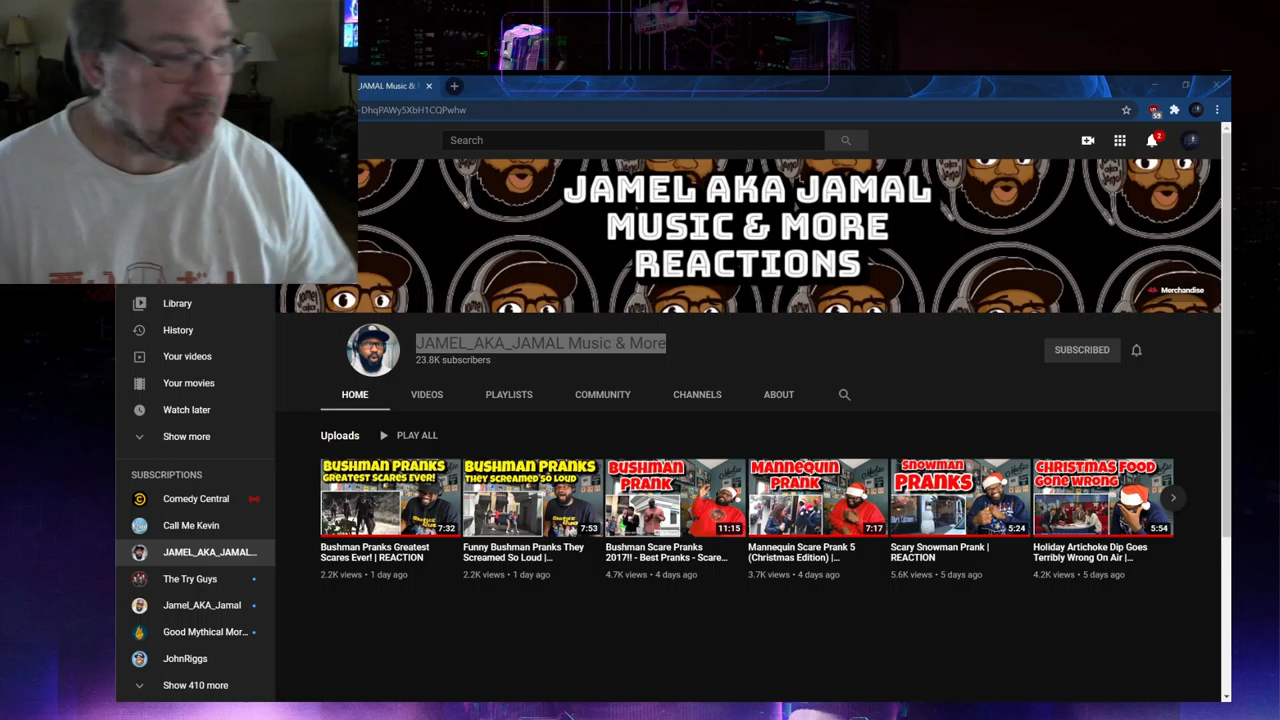 _JAMAL Music & 
-DhqPAWy5XbH1CQPwhw
59
Search
2
JAMEL AKA JAMAL
MUSIC & MORE
REACTIONS
Merchandise
JAMEL_AKA_JAMAL Music & More
23.8K subscribers
SUBSCRIBED
HOME
VIDEOS
PLAYLISTS
COMMUNITY
CHANNELS
ABOUT
Library
History
Your videos
Your movies
Watch later
Show more
SUBSCRIPTIONS
Comedy Central
Call Me Kevin
JAMEL_AKA_JAMAL...
The Try Guys
Jamel_AKA_Jamal
Good Mythical Mor...
JohnRiggs
Show 410 more
Uploads
PLAY ALL
BUSHMAN PRANKS
GREATEST SCARES EVER!
7:32
Bushman Pranks Greatest
Scares Ever! | REACTION
2.2K views • 1 day ago
BUSHMAN PRANKS
THEY SCREAMED SO LOUD
7:53
Funny Bushman Pranks They
Screamed So Loud |...
2.2K views • 1 day ago
BUSHMAN
PRANK
11:15
Bushman Scare Pranks
2017!! - Best Pranks - Scare...
4.7K views • 4 days ago
MANNEQUIN
PRANK
7:17
Mannequin Scare Prank 5
(Christmas Edition) |...
3.7K views • 4 days ago
SNOWMAN
PRANKS
5:24
Scary Snowman Prank |
REACTION
5.6K views • 5 days ago
CHRISTMAS FOOD
GONE WRONG
5:54
Holiday Artichoke Dip Goes
Terribly Wrong On Air |...
4.2K views • 5 days ago